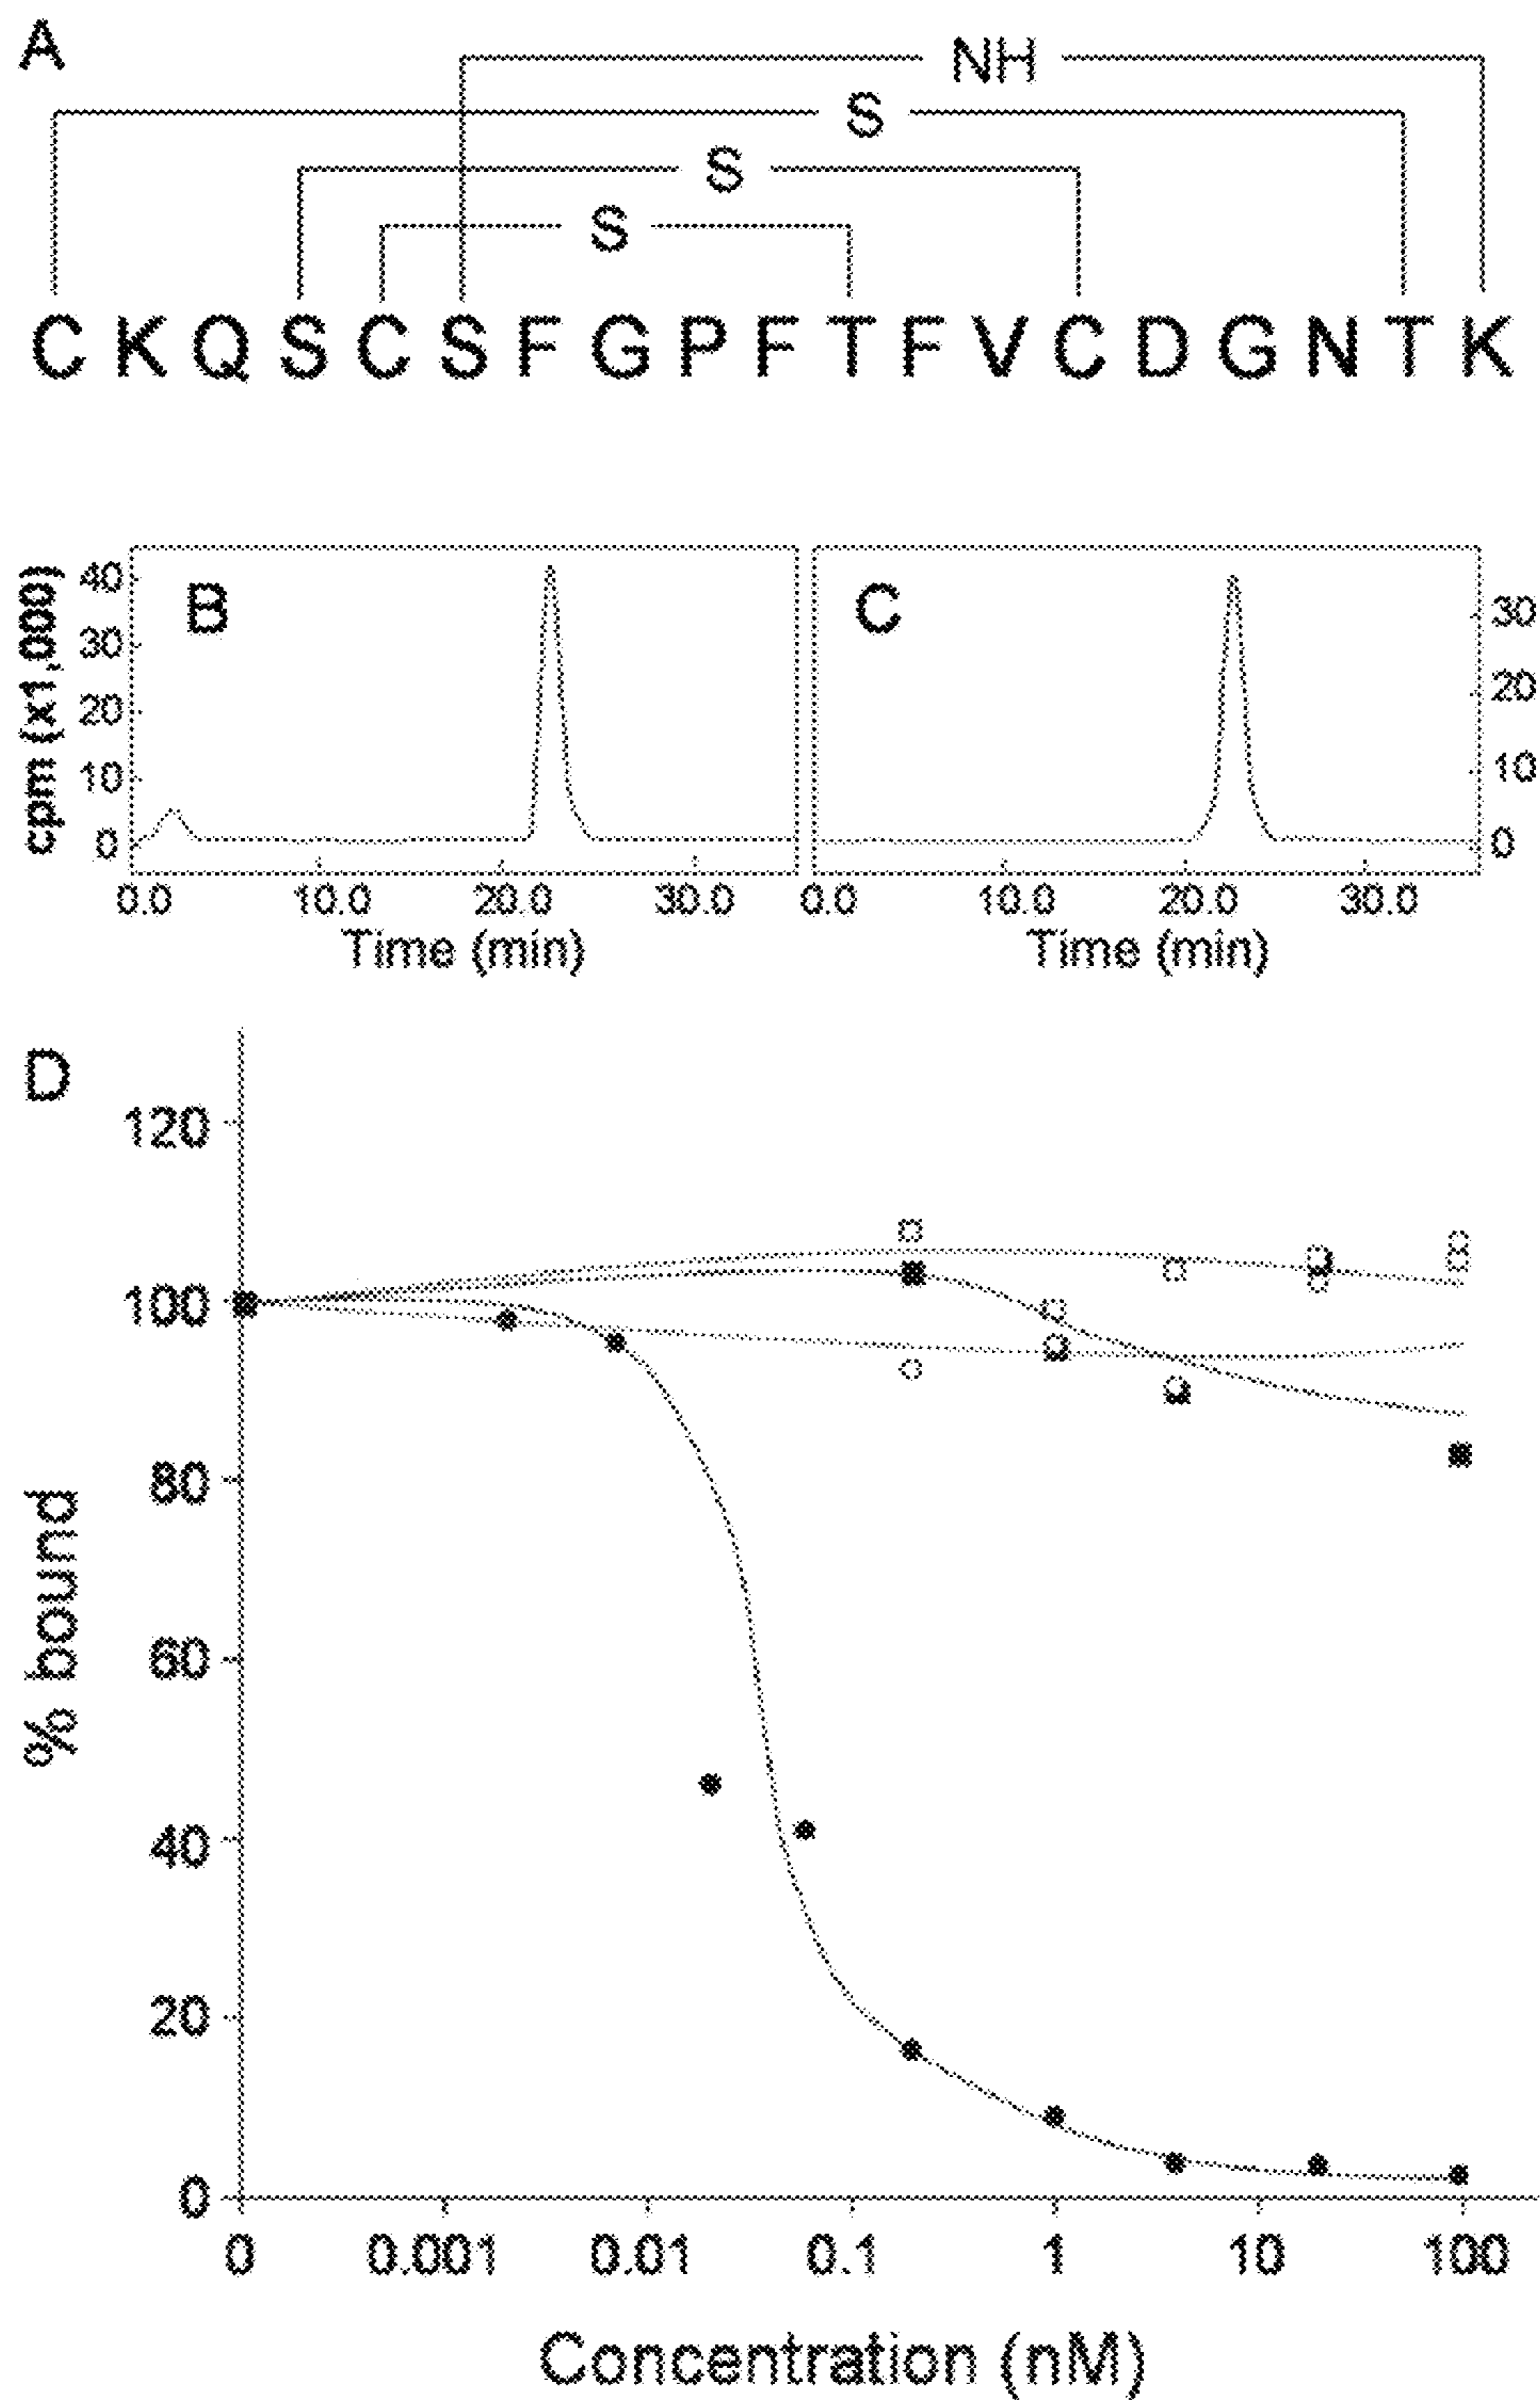 A
NH
S
S
S
C K Q S C S F G P F T F V C D G N T K
B
C
cpm (x1,000)
40
30
20
10
0
30
20
10
0
0.0 10.0 20.0 30.0
0.0 10.0 20.0 30.0
Time (min)
Time (min)
D
% bound
120
100
80
60
40
20
0
0 0.001 0.01 0.1 1 10 100
Concentration (nM)